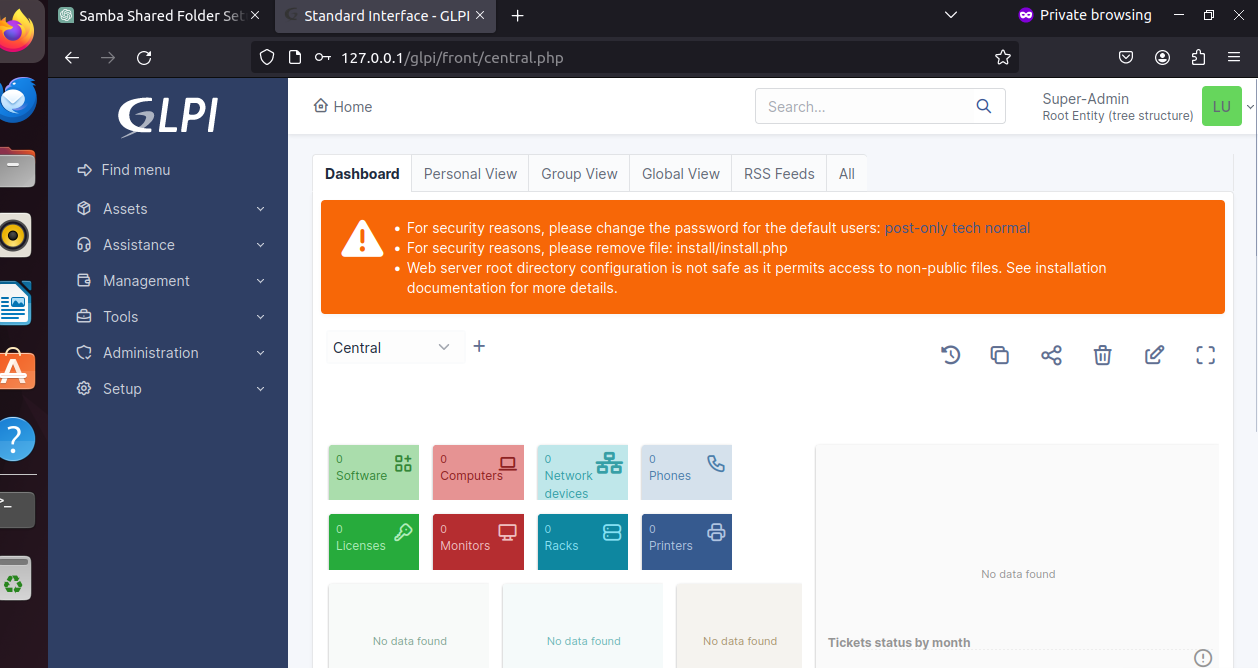 Samba Shared Folder Set
Standard Interface - GLPI
Private browsing
127.0.0.1/glpi/front/central.php
GLPI
Find menu
Assets
Assistance
Management
Tools
Administration
Setup
Home
Search...
Super-Admin
Root Entity (tree structure)
LU
Dashboard
Personal View
Group View
Global View
RSS Feeds
All
• For security reasons, please change the password for the default users: post-only tech normal
• For security reasons, please remove file: install/install.php
• Web server root directory configuration is not safe as it permits access to non-public files. See installation
documentation for more details.
Central
0
Software
0
Computers
0
Network
devices
0
Phones
0
Licenses
0
Monitors
0
Racks
0
Printers
No data found
No data found
No data found
No data found
Tickets status by month